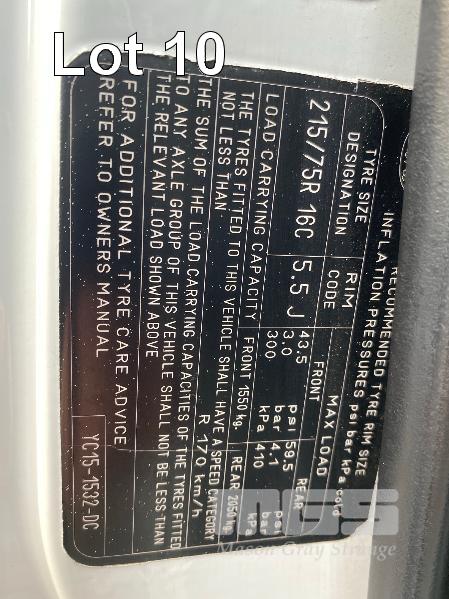 Lot 10
RECOMMENDED TYRE RIM SIZE
INFLATION PRESSURES psi bar kPa cold
TYRE SIZE DESIGNATION RIM CODE MAX LOAD
FRONT REAR
215/75R 16C 5.5 J 43.5 psi 59.5 psi
3.0 bar 4.1 bar
300 kPa 410 kPa
LOAD CARRYING CAPACITY FRONT 1550 kg. REAR 2050 kg.
THE TYRES FITTED TO THIS VEHICLE SHALL HAVE A SPEED CATEGORY
NOT LESS THAN R 170 km/h
THE SUM OF THE LOAD CARRYING CAPACITIES OF THE TYRES FITTED
TO ANY AXLE GROUP OF THIS VEHICLE SHALL NOT BE LESS THAN
THE RELEVANT LOAD SHOWN ABOVE
FOR ADDITIONAL TYRE CARE ADVICE
REFER TO OWNERS MANUAL
YC15-1532-DC
Mason Gray Strange